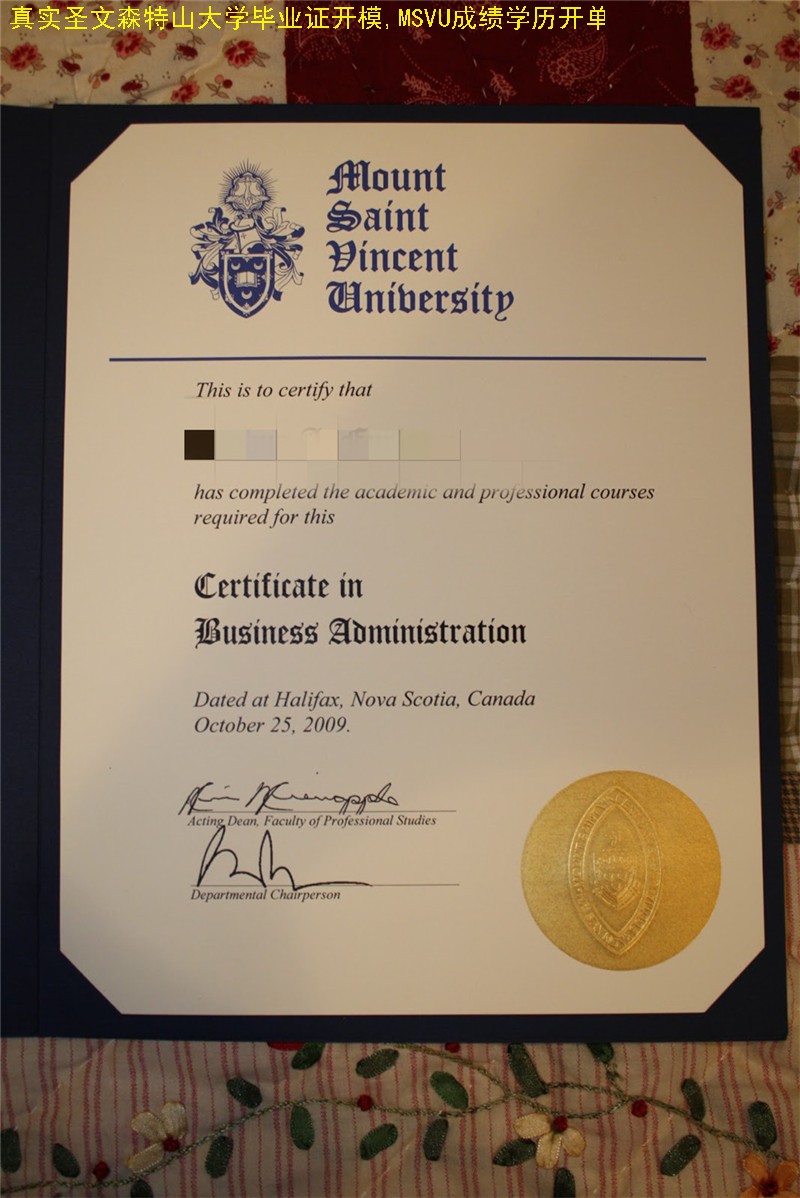 真实圣文森特山大学毕业证开模,MSVU成绩学历开单
Mount
Saint
Vincent
University
This is to certify that
has completed the academic and professional courses
required for this
Certificate in
Business Administration
Dated at Halifax, Nova Scotia, Canada
October 25, 2009.
Acting Dean, Faculty of Professional Studies
Departmental Chairperson